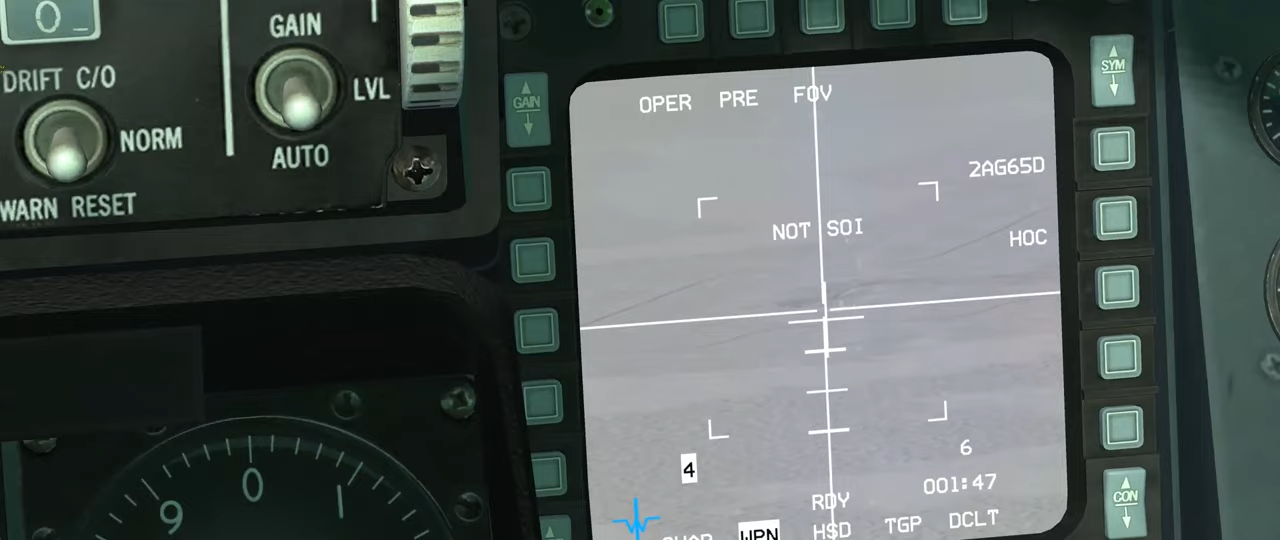 0
GAIN
DRIFT C/O
LVL
NORM
AUTO
WARN RESET
GAIN
SYM
OPER PRE FOV
2AG65D
NOT SOI
HOC
6
4
001:47
RDY
WPN HSD TGP DCLT
CON
0
9
1